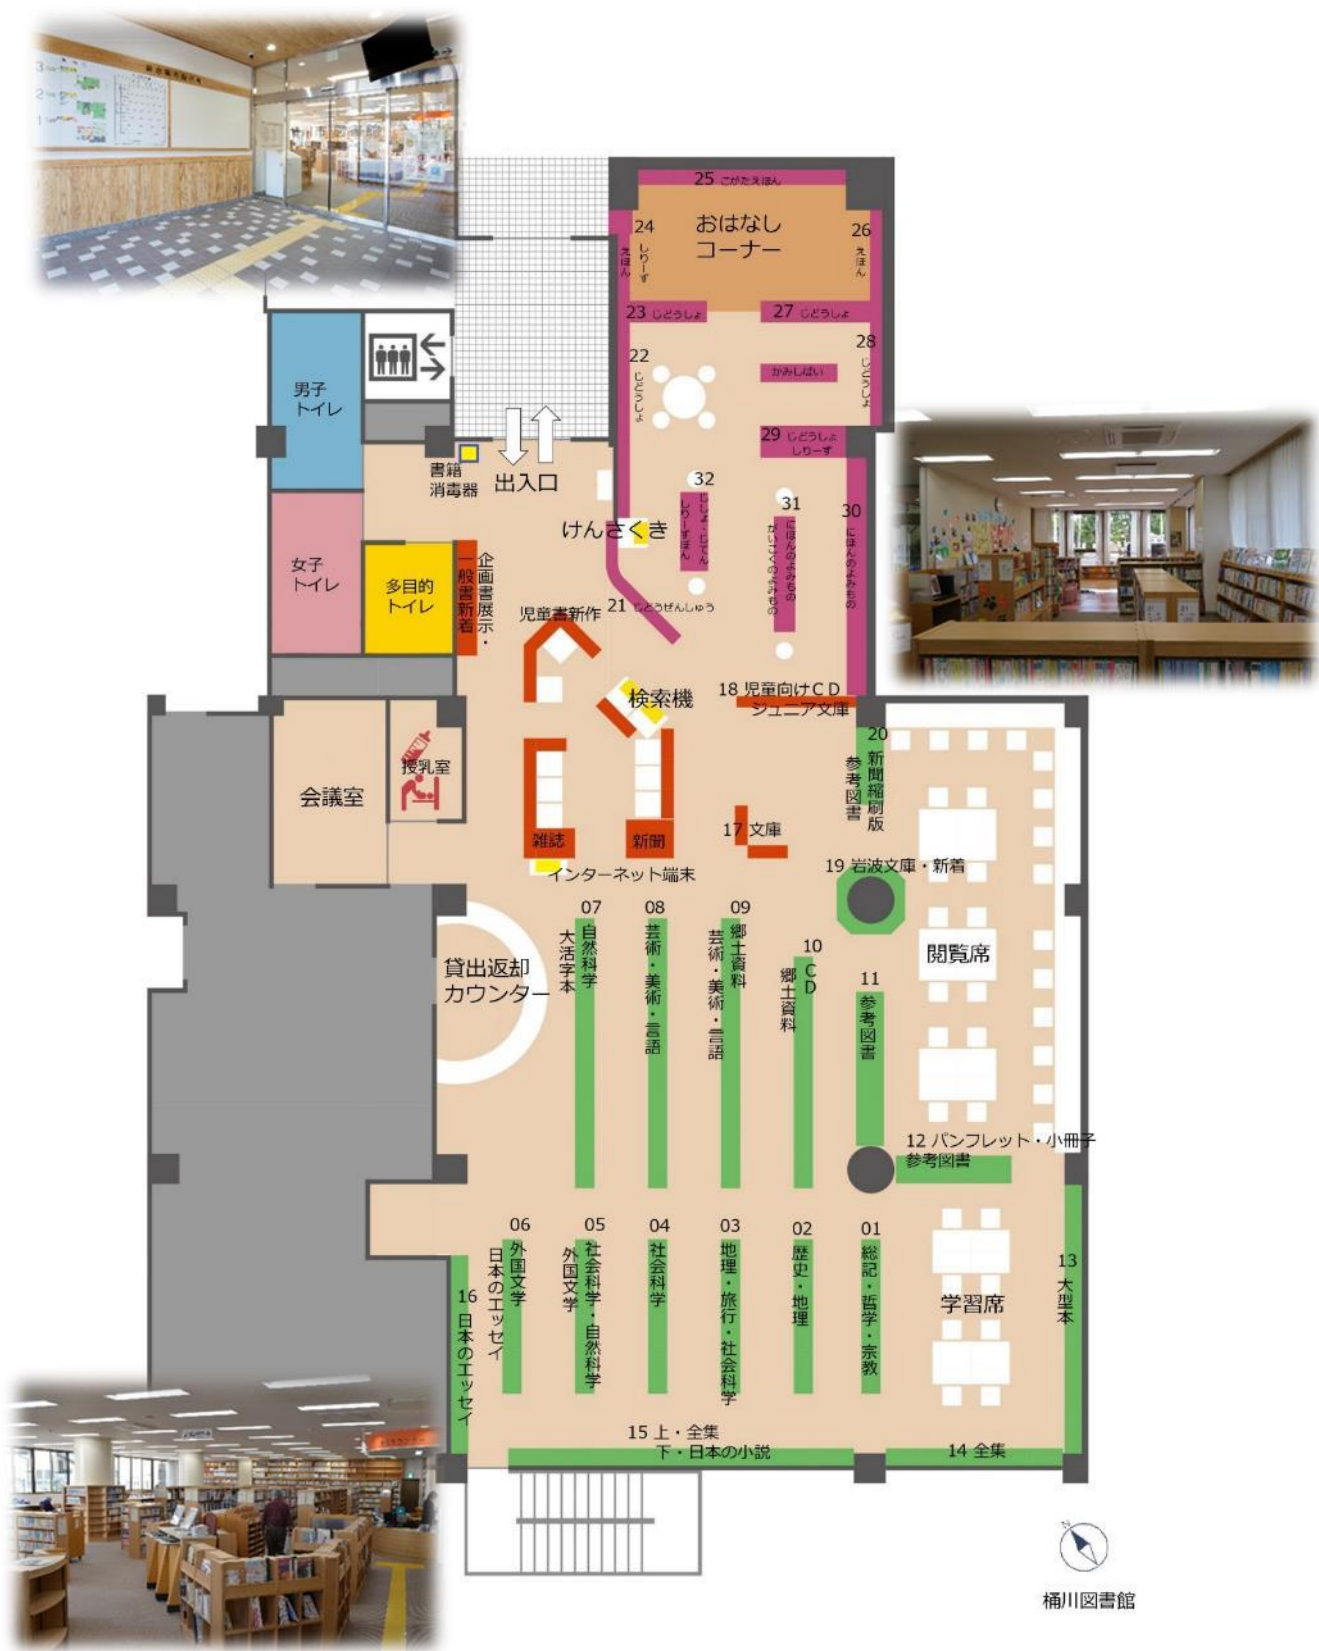 25 こがたえほん
おはなし
コーナー
24
しりーず
えほん
26
えほん
23 じどうしょ
27 じどうしょ
22
じどうしょ
28
じどうしょ
かみしばい
29 じどうしょ
しりーず
男子
トイレ
書籍
消毒器
出入口
けんさくき
32
じしょ・じてん
しりーずほん
31
にほんのよみもの
がいこくのよみもの
30
にほんのよみもの
女子
トイレ
多目的
トイレ
企画書展示・
一般書新着
21 じどうぜんしゅう
児童書新作
検索機
18 児童向けCD
ジュニア文庫
20
新聞縮刷版
参考図書
会議室
授乳室
雑誌
新聞
17 文庫
インターネット端末
19 岩波文庫・新着
閲覧席
貸出返却
カウンター
07
自然科学
大活字本
08
芸術・美術・言語
09
郷土資料
芸術・美術・言語
10
CD
郷土資料
11
参考図書
12 パンフレット・小冊子
参考図書
06
外国文学
日本のエッセイ
05
社会科学・自然科学
外国文学
04
社会科学
03
地理・旅行・社会科学
02
歴史・地理
01
総記・哲学・宗教
学習席
13
大型本
16
日本のエッセイ
15 上・全集
下・日本の小説
14 全集
N
桶川図書館